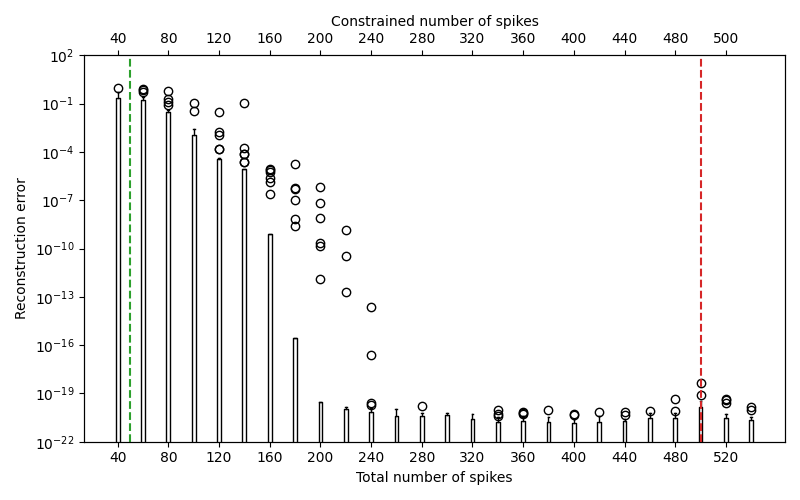 Constrained number of spikes
40 80 120 160 200 240 280 320 360 400 440 480 500
10²
10⁻¹
10⁻⁴
10⁻⁷
10⁻¹⁰
10⁻¹³
10⁻¹⁶
10⁻¹⁹
10⁻²²
Reconstruction error
40 80 120 160 200 240 280 320 360 400 440 480 520
Total number of spikes